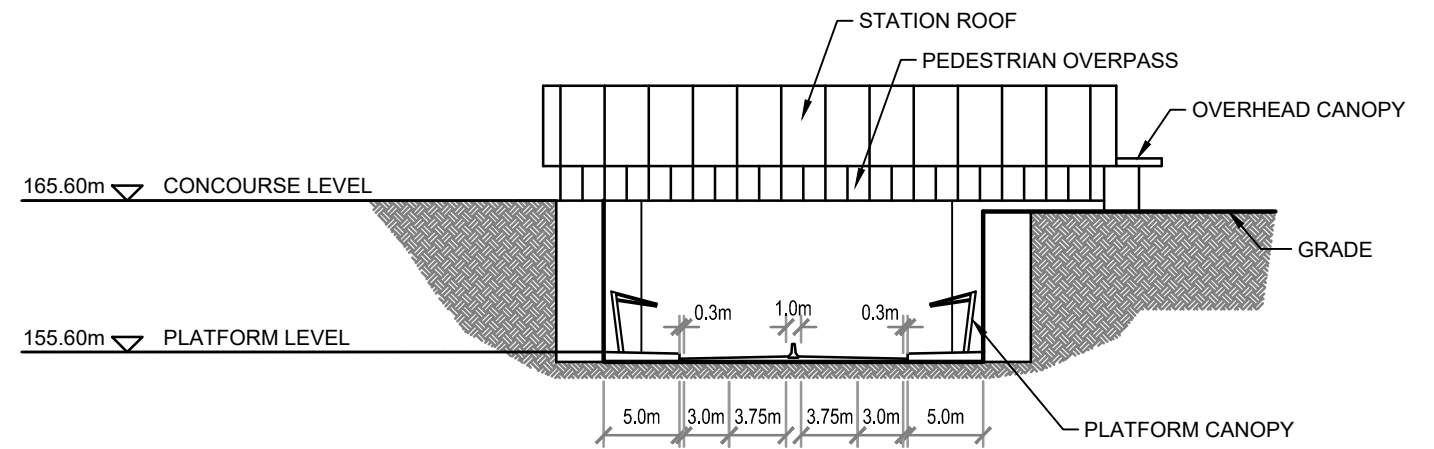 STATION ROOF
PEDESTRIAN OVERPASS
OVERHEAD CANOPY
165.60m CONCOURSE LEVEL
GRADE
0.3m 1.0m 0.3m
155.60m PLATFORM LEVEL
5.0m 3.0m 3.75m 3.75m 3.0m 5.0m
PLATFORM CANOPY